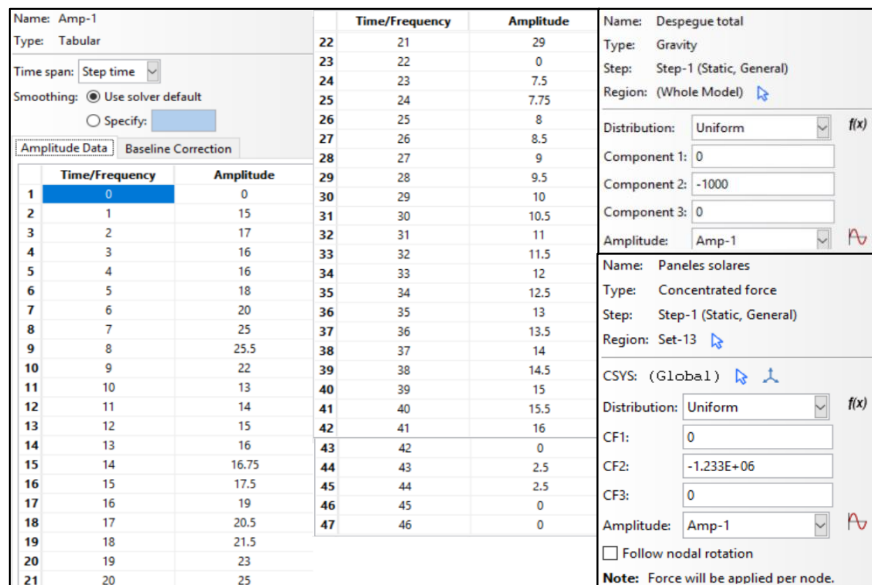 Name: Amp-1
Type: Tabular
Time span: Step time
Smoothing: Use solver default
Specify:
Amplitude Data Baseline Correction
Time/Frequency Amplitude
1 0 0
2 1 15
3 2 17
4 3 16
5 4 16
6 5 18
7 6 20
8 7 25
9 8 25.5
10 9 22
11 10 13
12 11 14
13 12 15
14 13 16
15 14 16.75
16 15 17.5
17 16 19
18 17 20.5
19 18 21.5
20 19 23
21 20 25
Time/Frequency Amplitude
22 21 29
23 22 0
24 23 7.5
25 24 7.75
26 25 8
27 26 8.5
28 27 9
29 28 9.5
30 29 10
31 30 10.5
32 31 11
33 32 11.5
34 33 12
35 34 12.5
36 35 13
37 36 13.5
38 37 14
39 38 14.5
40 39 15
41 40 15.5
42 41 16
43 42 0
44 43 2.5
45 44 2.5
46 45 0
47 46 0
Name: Despegue total
Type: Gravity
Step: Step-1 (Static, General)
Region: (Whole Model)
Distribution: Uniform f(x)
Component 1: 0
Component 2: -1000
Component 3: 0
Amplitude: Amp-1
Name: Paneles solares
Type: Concentrated force
Step: Step-1 (Static, General)
Region: Set-13
CSYS: (Global)
Distribution: Uniform f(x)
CF1: 0
CF2: -1.233E+06
CF3: 0
Amplitude: Amp-1
Follow nodal rotation
Note: Force will be applied per node.